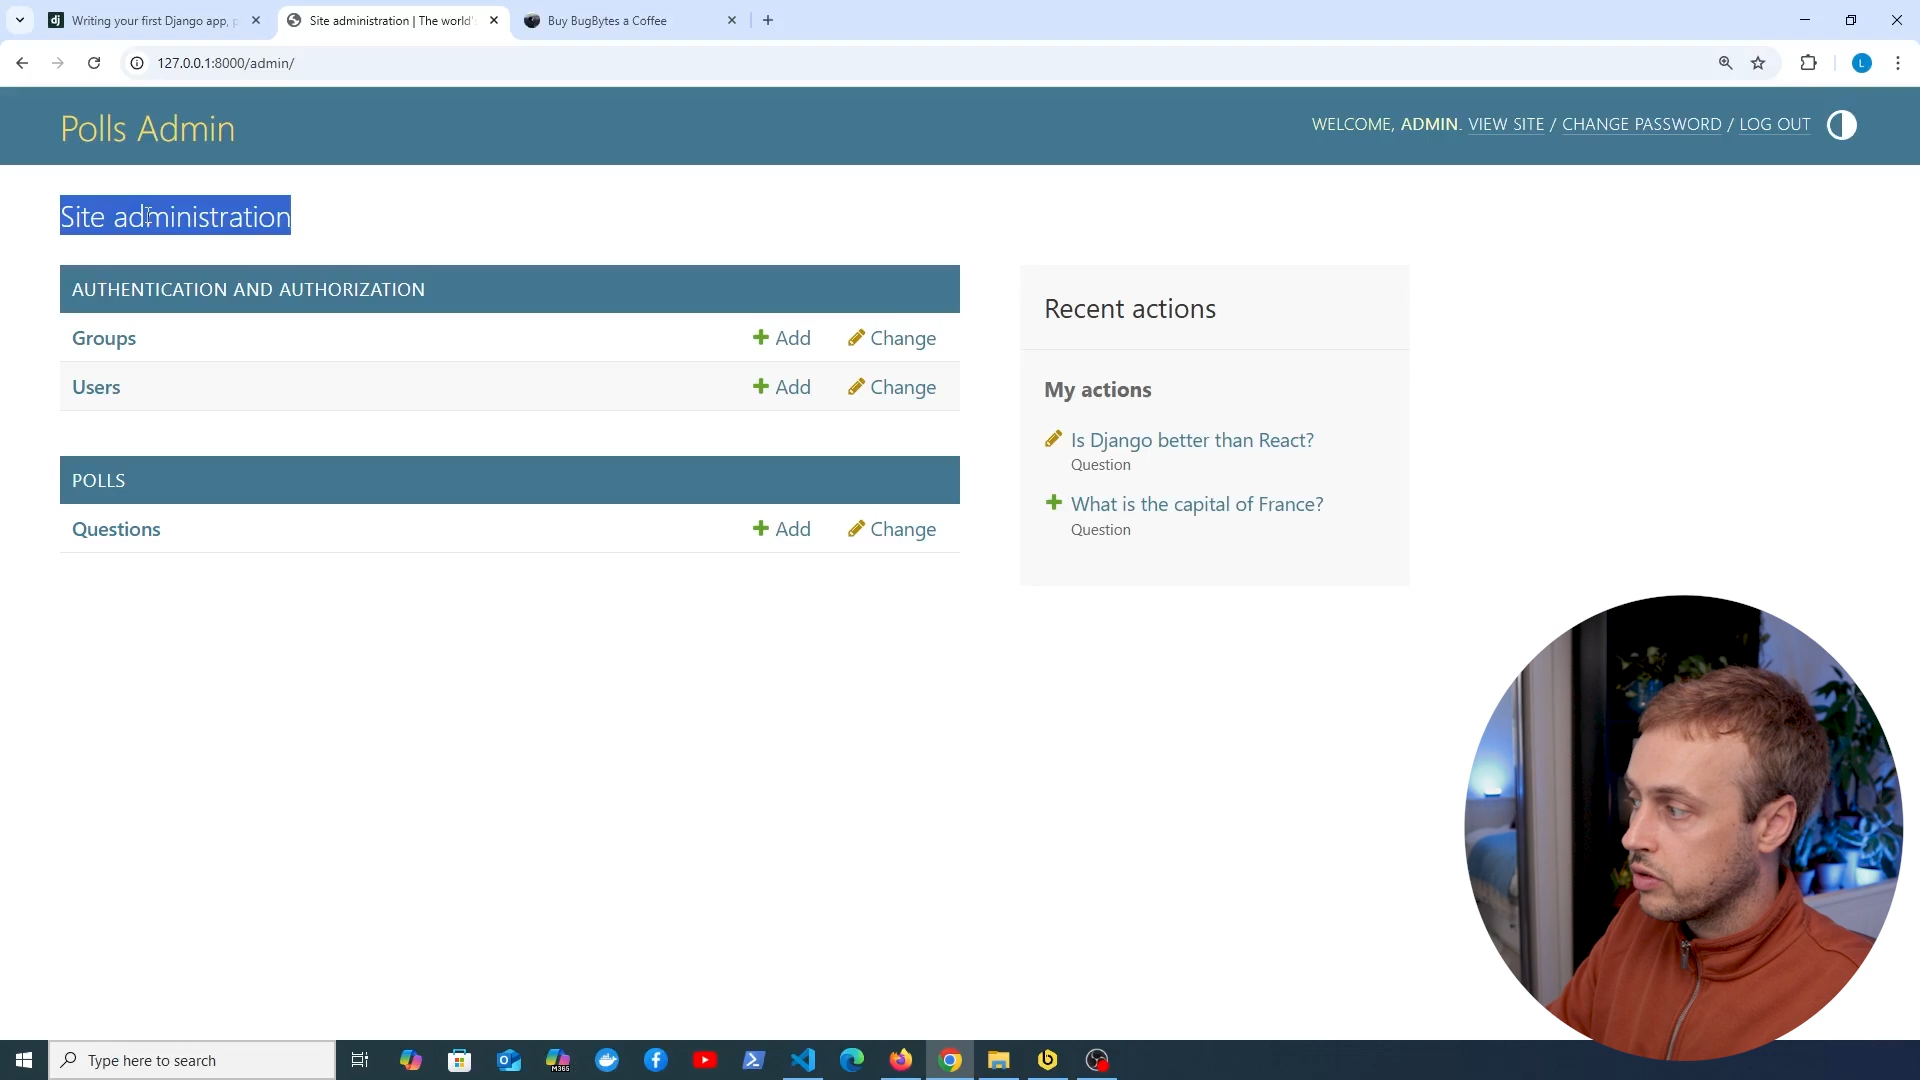 Writing your first Django app, p
Site administration | The world's
Buy BugBytes a Coffee
127.0.0.1:8000/admin/
L
Polls Admin
WELCOME, ADMIN. VIEW SITE / CHANGE PASSWORD / LOG OUT
Site administration
AUTHENTICATION AND AUTHORIZATION
Groups
Add
Change
Users
Add
Change
POLLS
Questions
Add
Change
Recent actions
My actions
Is Django better than React?
Question
What is the capital of France?
Question
Type here to search